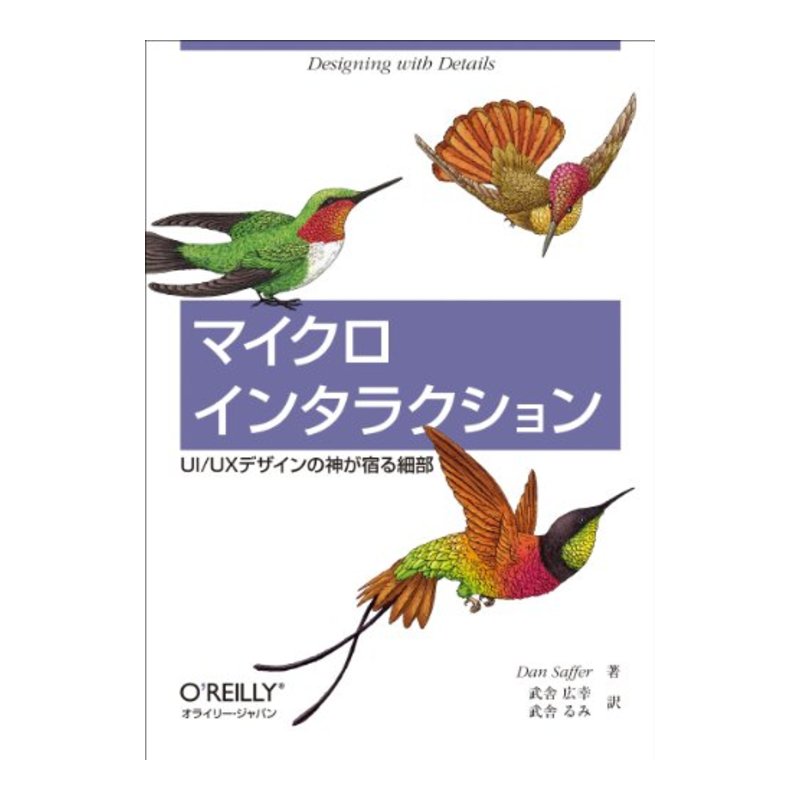 Designing with Details
マイクロ
インタラクション
UI/UXデザインの神が宿る細部
Dan Saffer 著
武舎 広幸
武舎 るみ 訳
O'REILLY®
オライリー・ジャパン